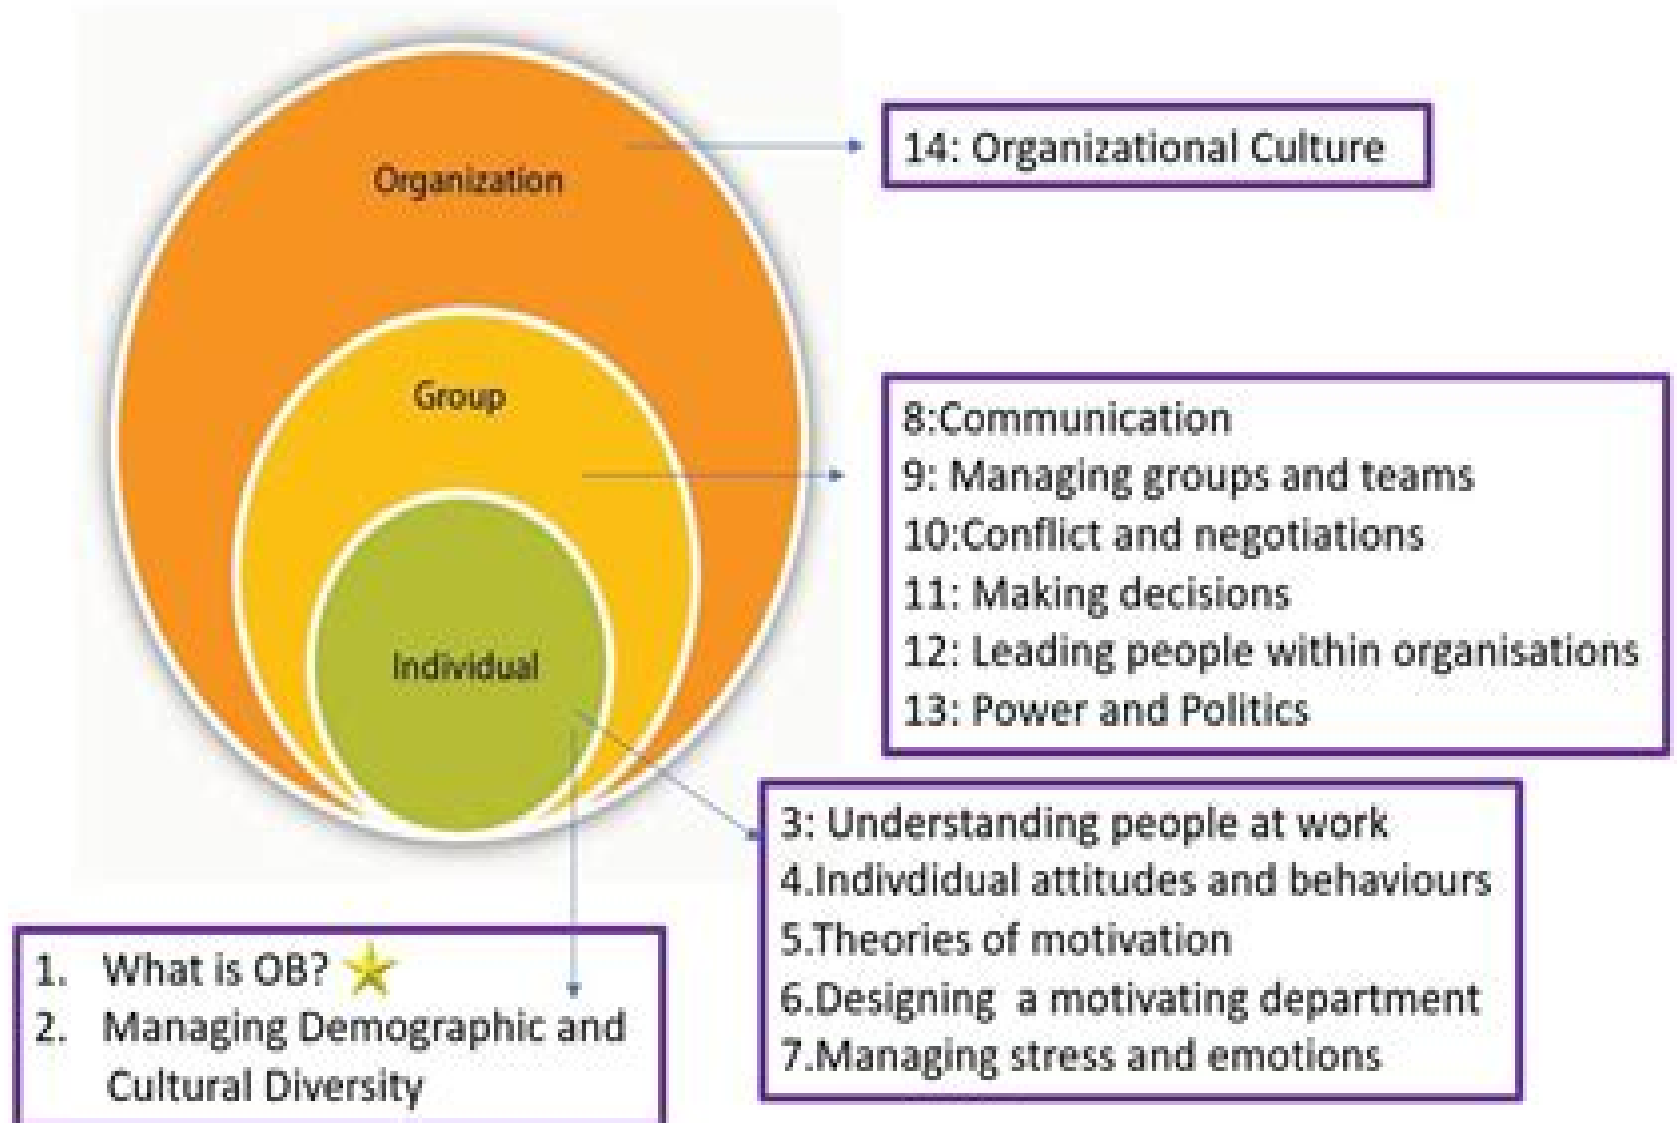 Organization
14: Organizational Culture
Group
8:Communication
9: Managing groups and teams
10:Conflict and negotiations
11: Making decisions
12: Leading people within organisations
13: Power and Politics
Individual
3: Understanding people at work
4.Indivdidual attitudes and behaviours
5.Theories of motivation
6.Designing  a motivating department
7.Managing stress and emotions
1. What is OB?
2. Managing Demographic and
Cultural Diversity